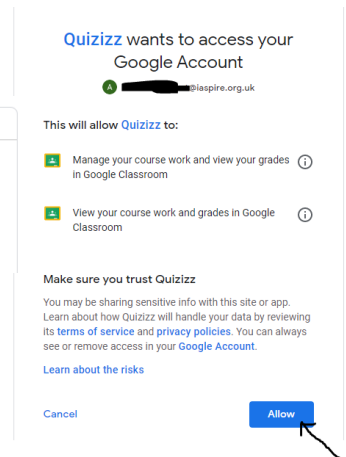 Quizizz wants to access your
Google Account
A @iaspire.org.uk
This will allow Quizizz to:
Manage your course work and view your grades
in Google Classroom
View your course work and grades in Google
Classroom
Make sure you trust Quizizz
You may be sharing sensitive info with this site or app.
Learn about how Quizizz will handle your data by reviewing
its terms of service and privacy policies. You can always
see or remove access in your Google Account.
Learn about the risks
Cancel
Allow